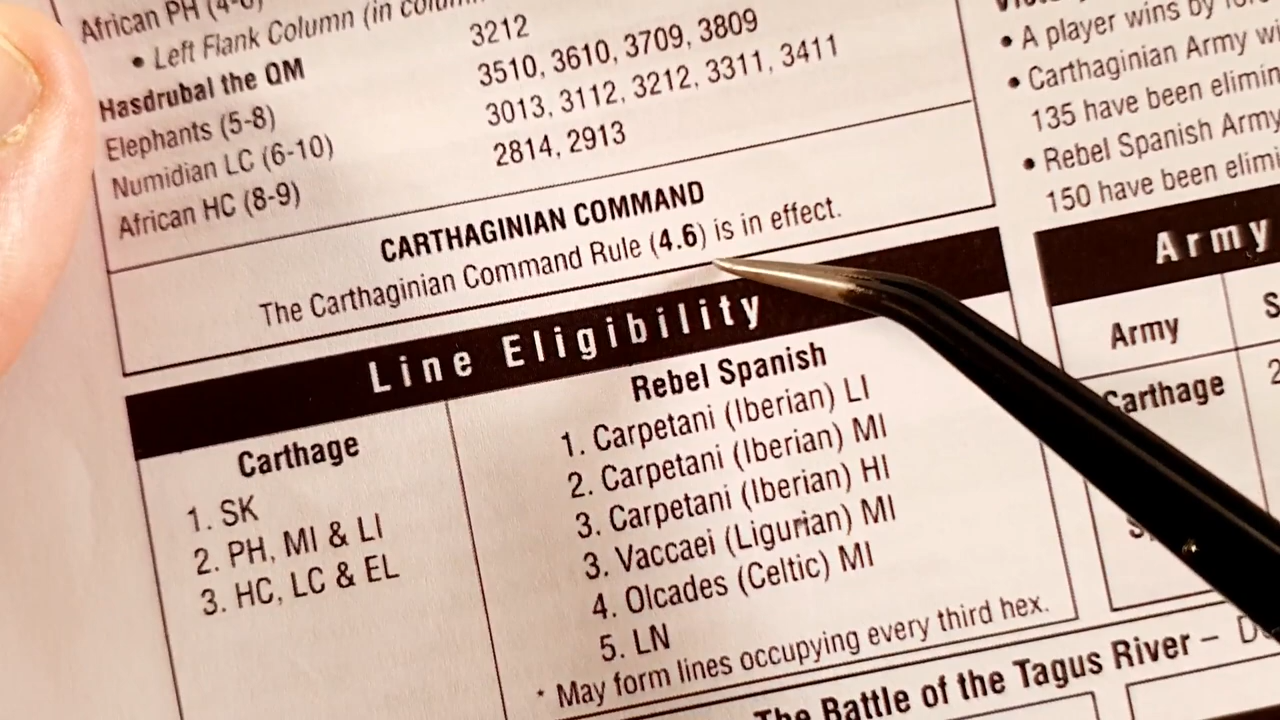 African PH (4-6)
• Left Flank Column (in
3212
Hasdrubal the QM
Elephants (5-8) 3510, 3610, 3709, 3809
Numidian LC (6-10) 3013, 3112, 3212, 3311, 3411
African HC (8-9) 2814, 2913
CARTHAGINIAN COMMAND
The Carthaginian Command Rule (4.6) is in effect.
Line Eligibility
Carthage
1. SK
2. PH, MI & LI
3. HC, LC & EL
Rebel Spanish
1. Carpetani (Iberian) LI
2. Carpetani (Iberian) MI
3. Carpetani (Iberian) HI
3. Vaccaei (Ligurian) MI
4. Olcades (Celtic) MI
5. LN
* May form lines occupying every third hex.
• A player wins by
• Carthaginian Army
135 have been
• Rebel Spanish Army
150 have been
Army
Army
Carthage
The Battle of the Tagus River –